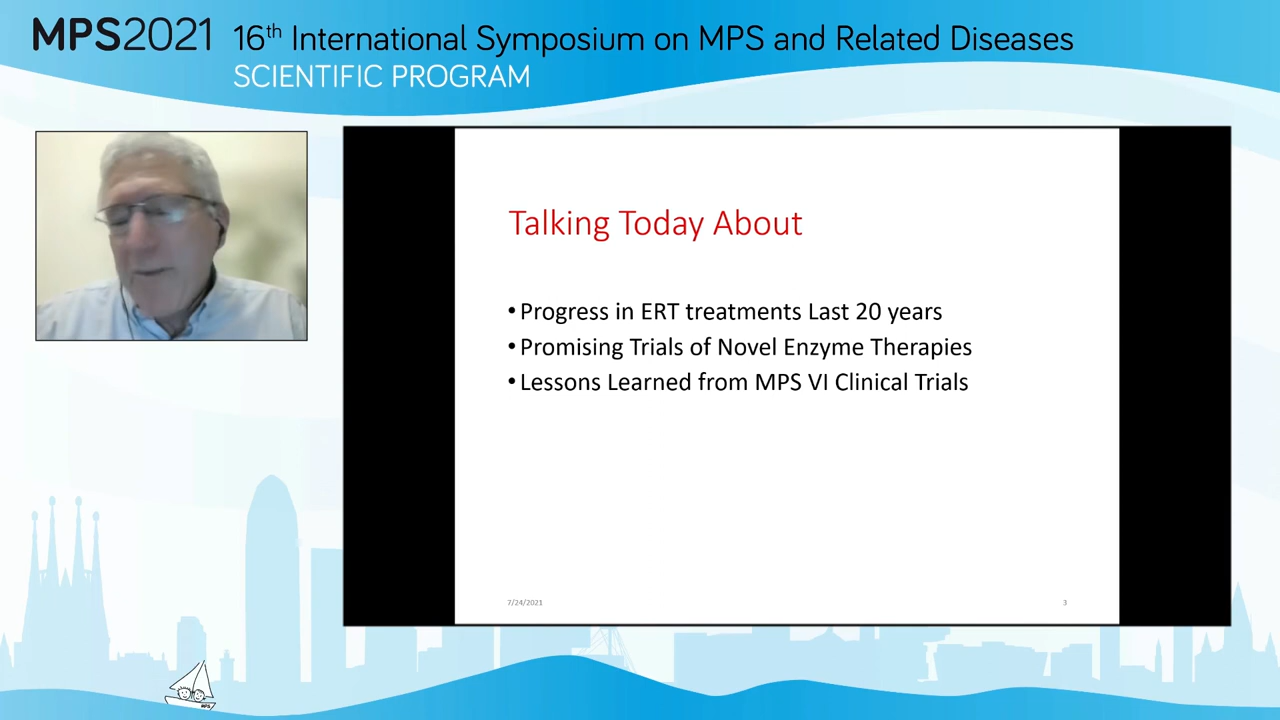 MPS2021 16th International Symposium on MPS and Related Diseases
SCIENTIFIC PROGRAM
Talking Today About
• Progress in ERT treatments Last 20 years
• Promising Trials of Novel Enzyme Therapies
• Lessons Learned from MPS VI Clinical Trials
7/24/2021 3
MPS